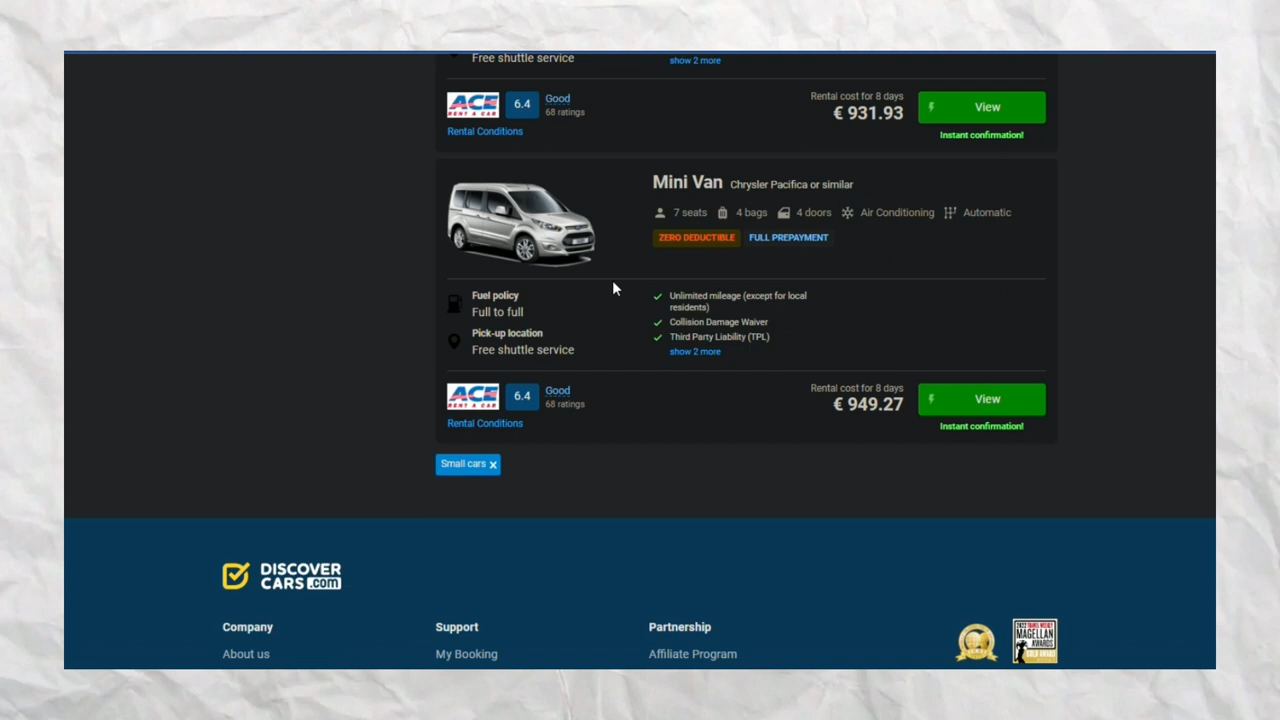 Free shuttle service
show 2 more
ACE
RENT A CAR
6.4
Good
68 ratings
Rental Conditions
Rental cost for 8 days
€ 931.93
View
Instant confirmation!
Mini Van Chrysler Pacifica or similar
7 seats 4 bags 4 doors Air Conditioning Automatic
ZERO DEDUCTIBLE FULL PREPAYMENT
Fuel policy
Full to full
Pick-up location
Free shuttle service
Unlimited mileage (except for local
residents)
Collision Damage Waiver
Third Party Liability (TPL)
show 2 more
ACE
RENT A CAR
6.4
Good
68 ratings
Rental Conditions
Rental cost for 8 days
€ 949.27
View
Instant confirmation!
Small cars x
DISCOVER
CARS.com
Company
About us
Support
My Booking
Partnership
Affiliate Program
MAGELLAN
AWARDS